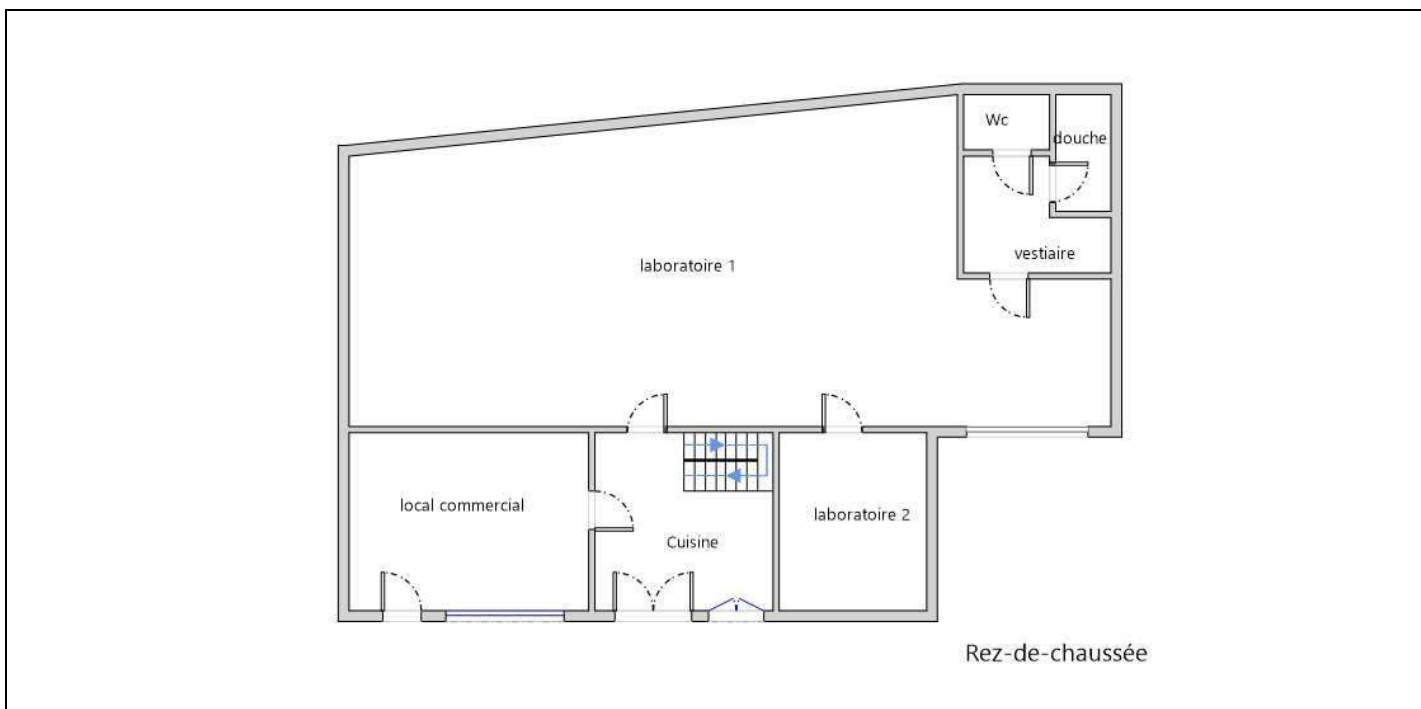 Wc
douche
vestiaire
laboratoire 1
local commercial
laboratoire 2
Cuisine
Rez-de-chaussée